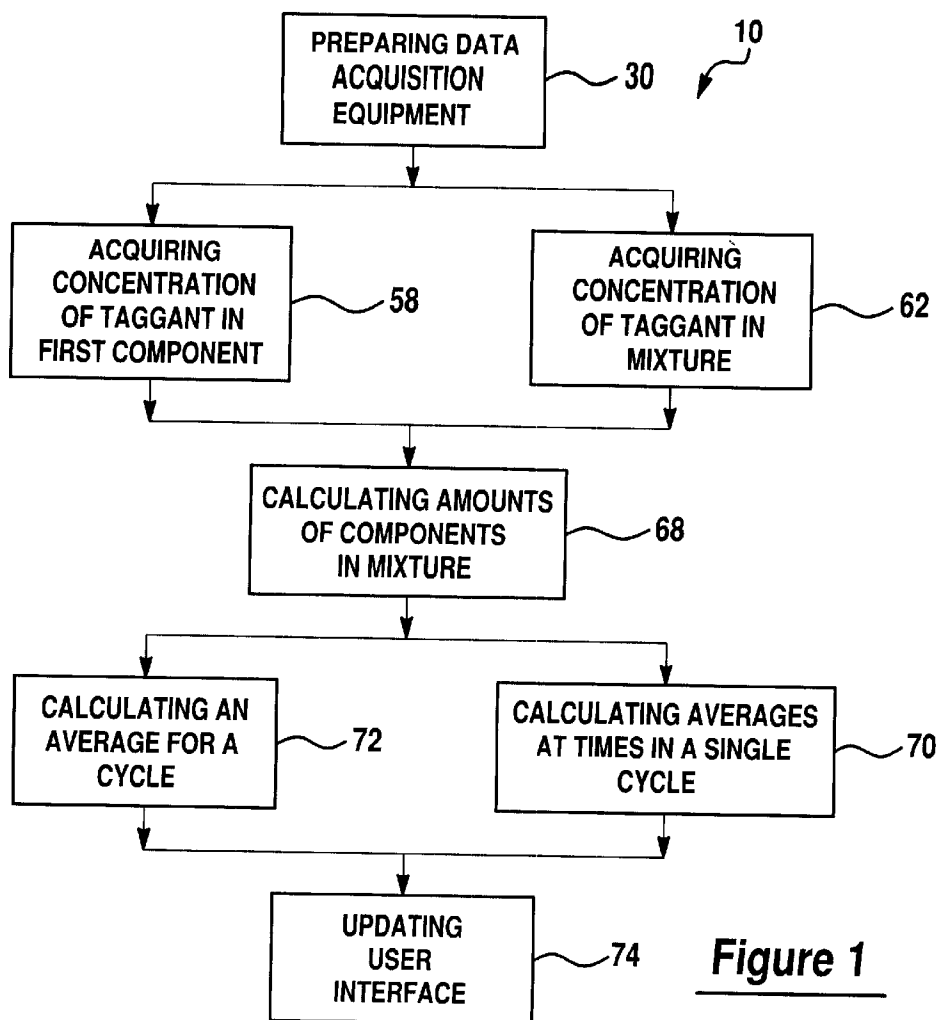 PREPARING DATA
ACQUISITION
EQUIPMENT
30
10
ACQUIRING
CONCENTRATION
OF TAGGANT IN
FIRST COMPONENT
58
ACQUIRING
CONCENTRATION
OF TAGGANT IN
MIXTURE
62
CALCULATING AMOUNTS
OF COMPONENTS
IN MIXTURE
68
CALCULATING AN
AVERAGE FOR A
CYCLE
72
CALCULATING AVERAGES
AT TIMES IN A SINGLE
CYCLE
70
UPDATING
USER
INTERFACE
74
Figure 1